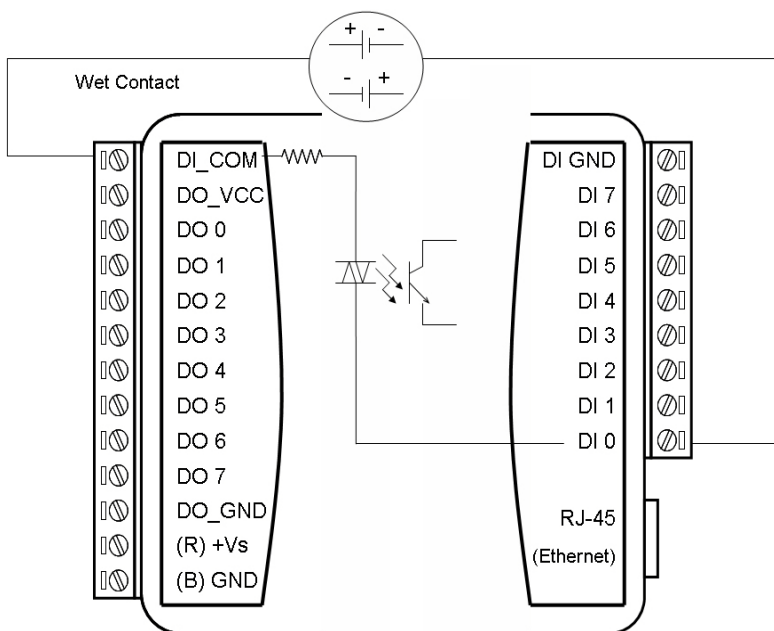 + -
- +
Wet Contact
DI_COM
DO_VCC
DO 0
DO 1
DO 2
DO 3
DO 4
DO 5
DO 6
DO 7
DO_GND
(R) +Vs
(B) GND
DI GND
DI 7
DI 6
DI 5
DI 4
DI 3
DI 2
DI 1
DI 0
RJ-45
(Ethernet)